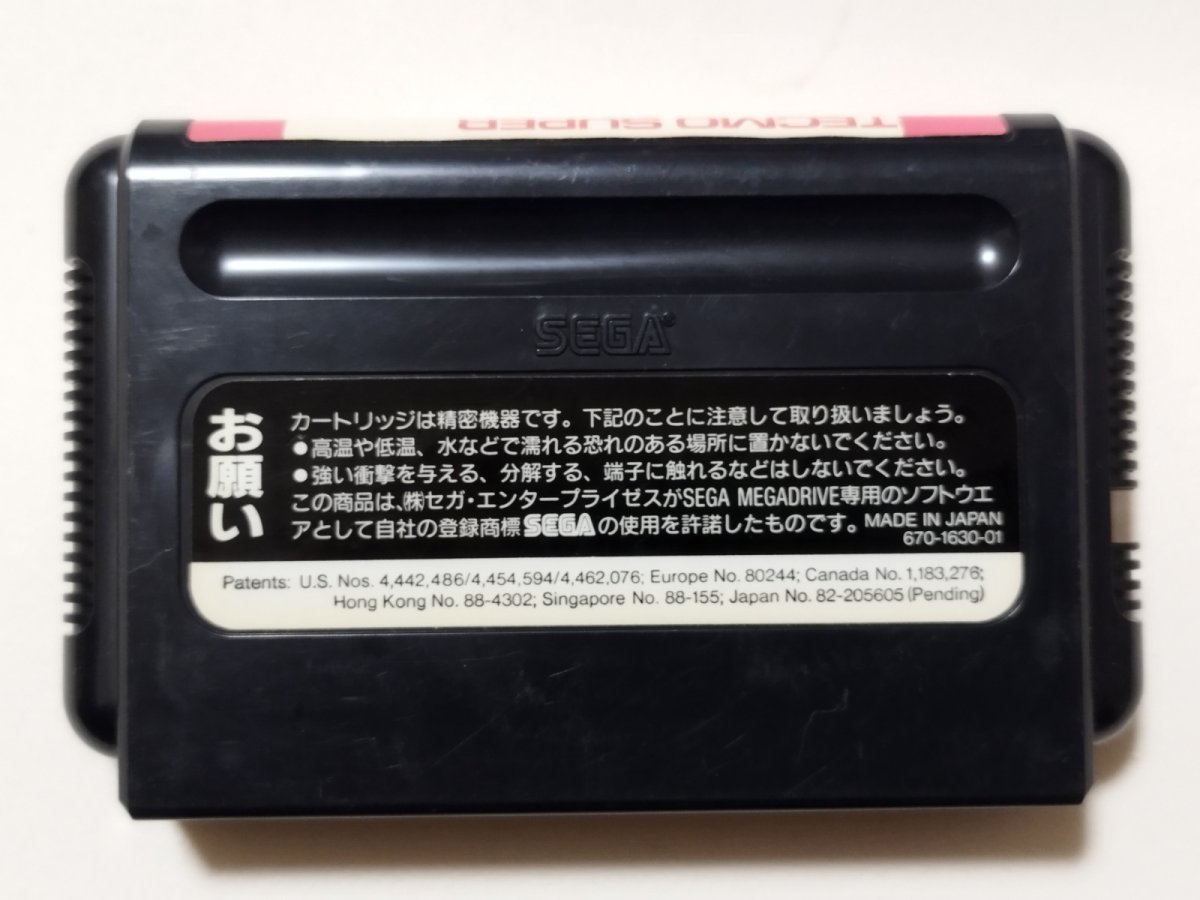 TECMO SUPER
SEGA®
お願い
カートリッジは精密機器です。下記のことに注意して取り扱いましょう。
●高温や低温、水などで濡れる恐れのある場所に置かないでください。
●強い衝撃を与える、分解する、端子に触れるなどはしないでください。
この商品は、㈱セガ・エンタープライゼスがSEGA MEGADRIVE専用のソフトウエ
アとして自社の登録商標SEGAの使用を許諾したものです。MADE IN JAPAN
670-1630-01
Patents: U.S. Nos. 4,442,486/4,454,594/4,462,076; Europe No. 80244; Canada No. 1,183,276;
Hong Kong No. 88-4302; Singapore No. 88-155; Japan No. 82-205605 (Pending)